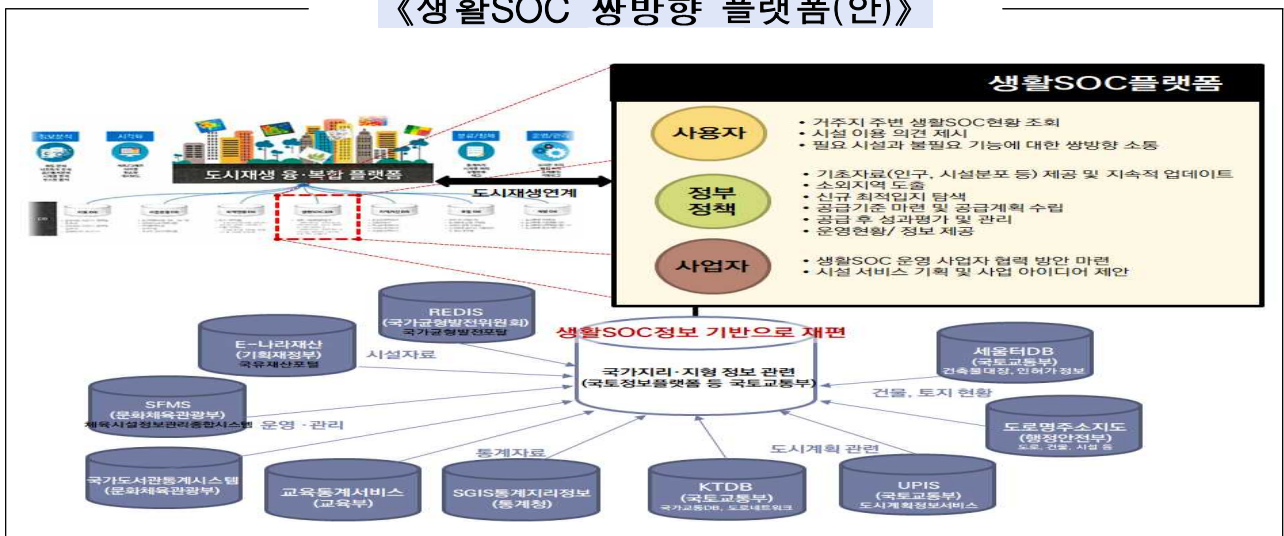 《생활SOC 쌍방향 플랫폼(안)》
생활SOC플랫폼
사용자
• 거주지 주변 생활SOC현황 조회
• 시설 이용 의견 제시
• 필요 시설과 불필요 기능에 대한 쌍방향 소통
정부
정책
• 기초자료(인구, 시설분포 등) 제공 및 지속적 업데이트
• 소외지역 도출
• 신규 최적입지 탐색
• 공급기준 마련 및 공급계획 수립
• 공급 후 성과평가 및 관리
• 운영현황/ 정보 제공
사업자
• 생활SOC 운영 사업자 협력 방안 마련
• 시설 서비스 기획 및 사업 아이디어 제안
정보분석
시각화
운영/관리
도시재생 융·복합 플랫폼
도시재생연계
생활SOC정보 기반으로 재편
국가지리·지형 정보 관련
(국토정보플랫폼 등 국토교통부)
REDIS
(국가균형발전위원회)
국가균형발전포탈
E-나라재산
(기획재정부)
국유재산포탈
시설자료
SFMS
(문화체육관광부)
체육시설정보관리종합시스템
운영·관리
국가도서관통계시스템
(문화체육관광부)
교육통계서비스
(교육부)
통계자료
SGIS통계지리정보
(통계청)
KTDB
(국토교통부)
국가교통DB, 도로네트워크
도시계획 관련
UPIS
(국토교통부)
도시계획정보서비스
도로명주소지도
(행정안전부)
도로, 건물, 시설 등
건물, 토지 현황
세움터DB
(국토교통부)
건축물대장, 인허가정보